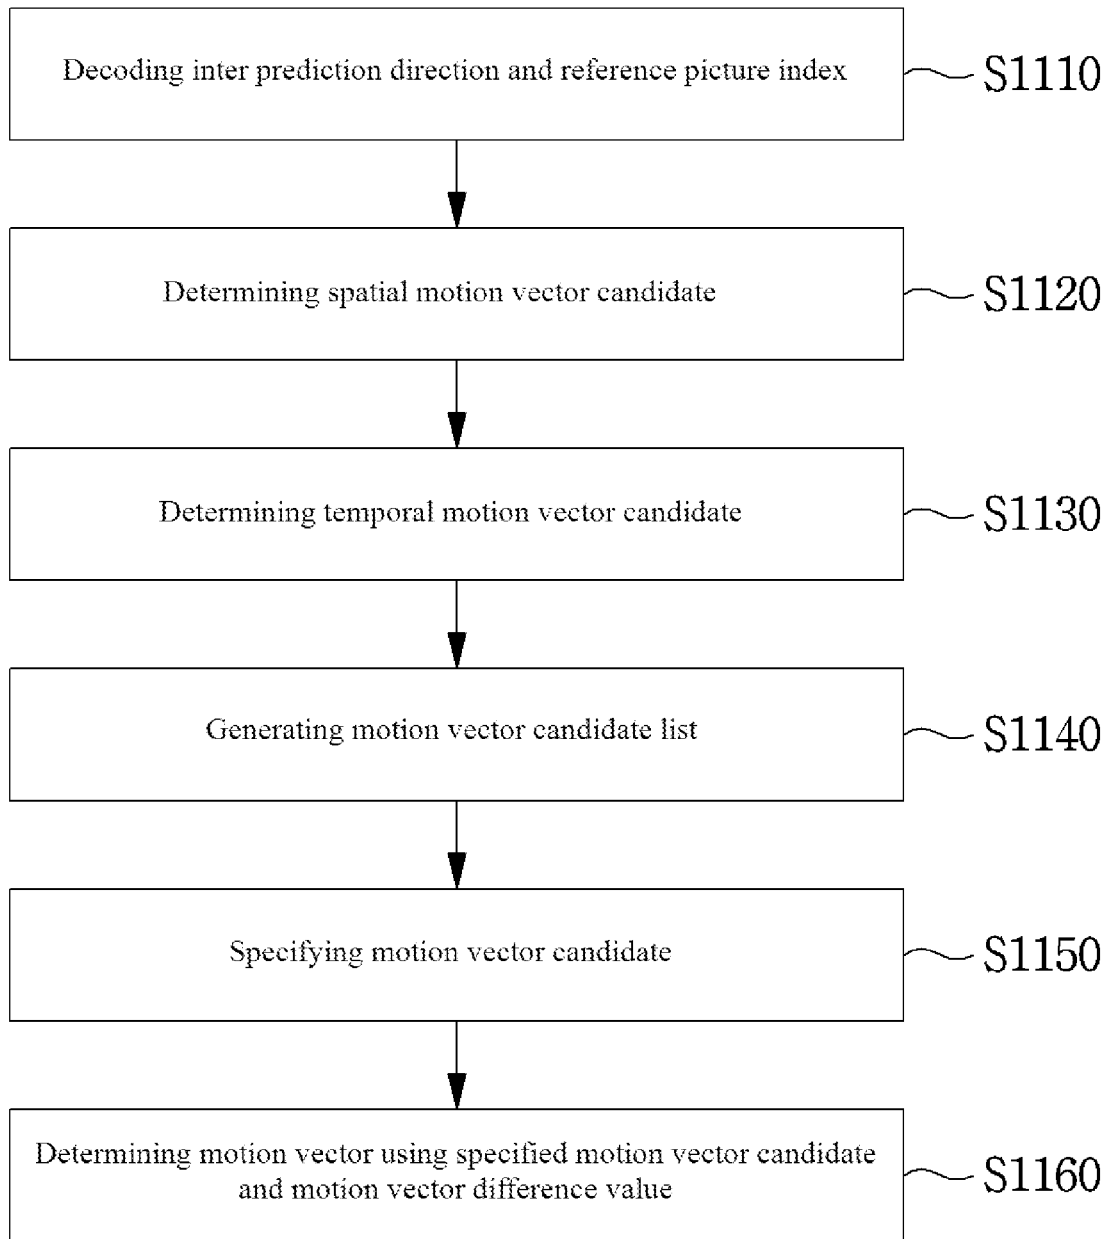 Decoding inter prediction direction and reference picture index
S1110
Determining spatial motion vector candidate
S1120
Determining temporal motion vector candidate
S1130
Generating motion vector candidate list
S1140
Specifying motion vector candidate
S1150
Determining motion vector using specified motion vector candidate
and motion vector difference value
S1160